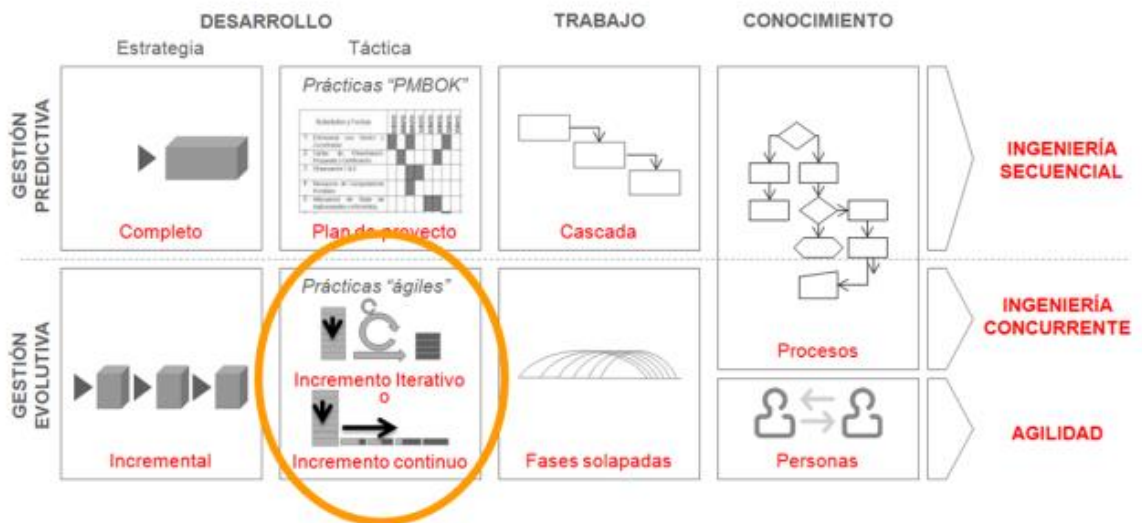 DESARROLLO
TRABAJO
CONOCIMIENTO
Estrategia
Táctica
GESTIÓN
PREDICTIVA
Prácticas "PMBOK"
Completo
Plan de proyecto
Cascada
INGENIERÍA
SECUENCIAL
GESTIÓN
EVOLUTIVA
Prácticas "ágiles"
Incremento Iterativo
o
Incremento continuo
Incremental
Fases solapadas
Procesos
Personas
INGENIERÍA
CONCURRENTE
AGILIDAD